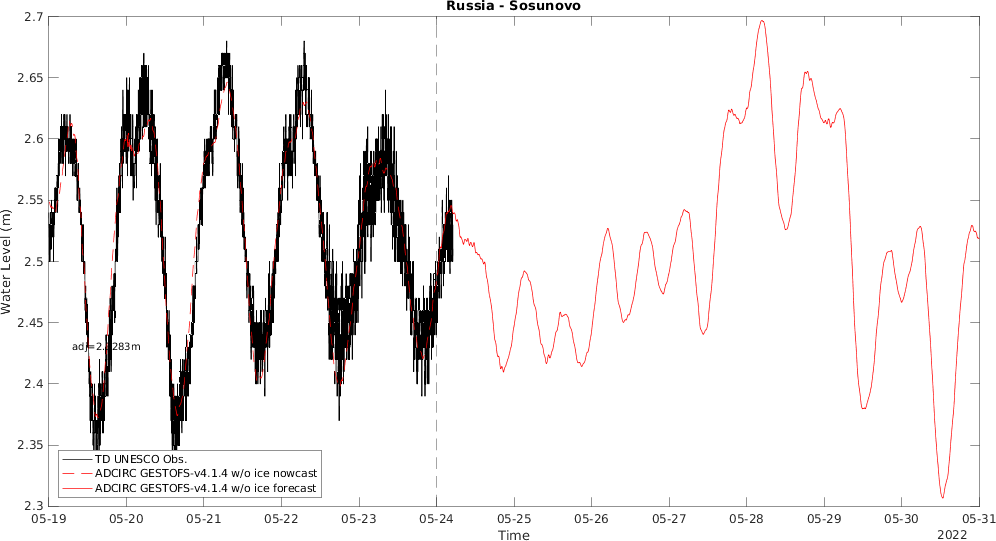 Russia - Sosunovo
2.7
2.65
2.6
2.55
2.5
2.45
2.4
2.35
2.3
Water Level (m)
TD UNESCO Obs.
ADCIRC GESTOFS-v4.1.4 w/o ice nowcast
ADCIRC GESTOFS-v4.1.4 w/o ice forecast
05-19 05-20 05-21 05-22 05-23 05-24 05-25 05-26 05-27 05-28 05-29 05-30 05-31
Time
2022